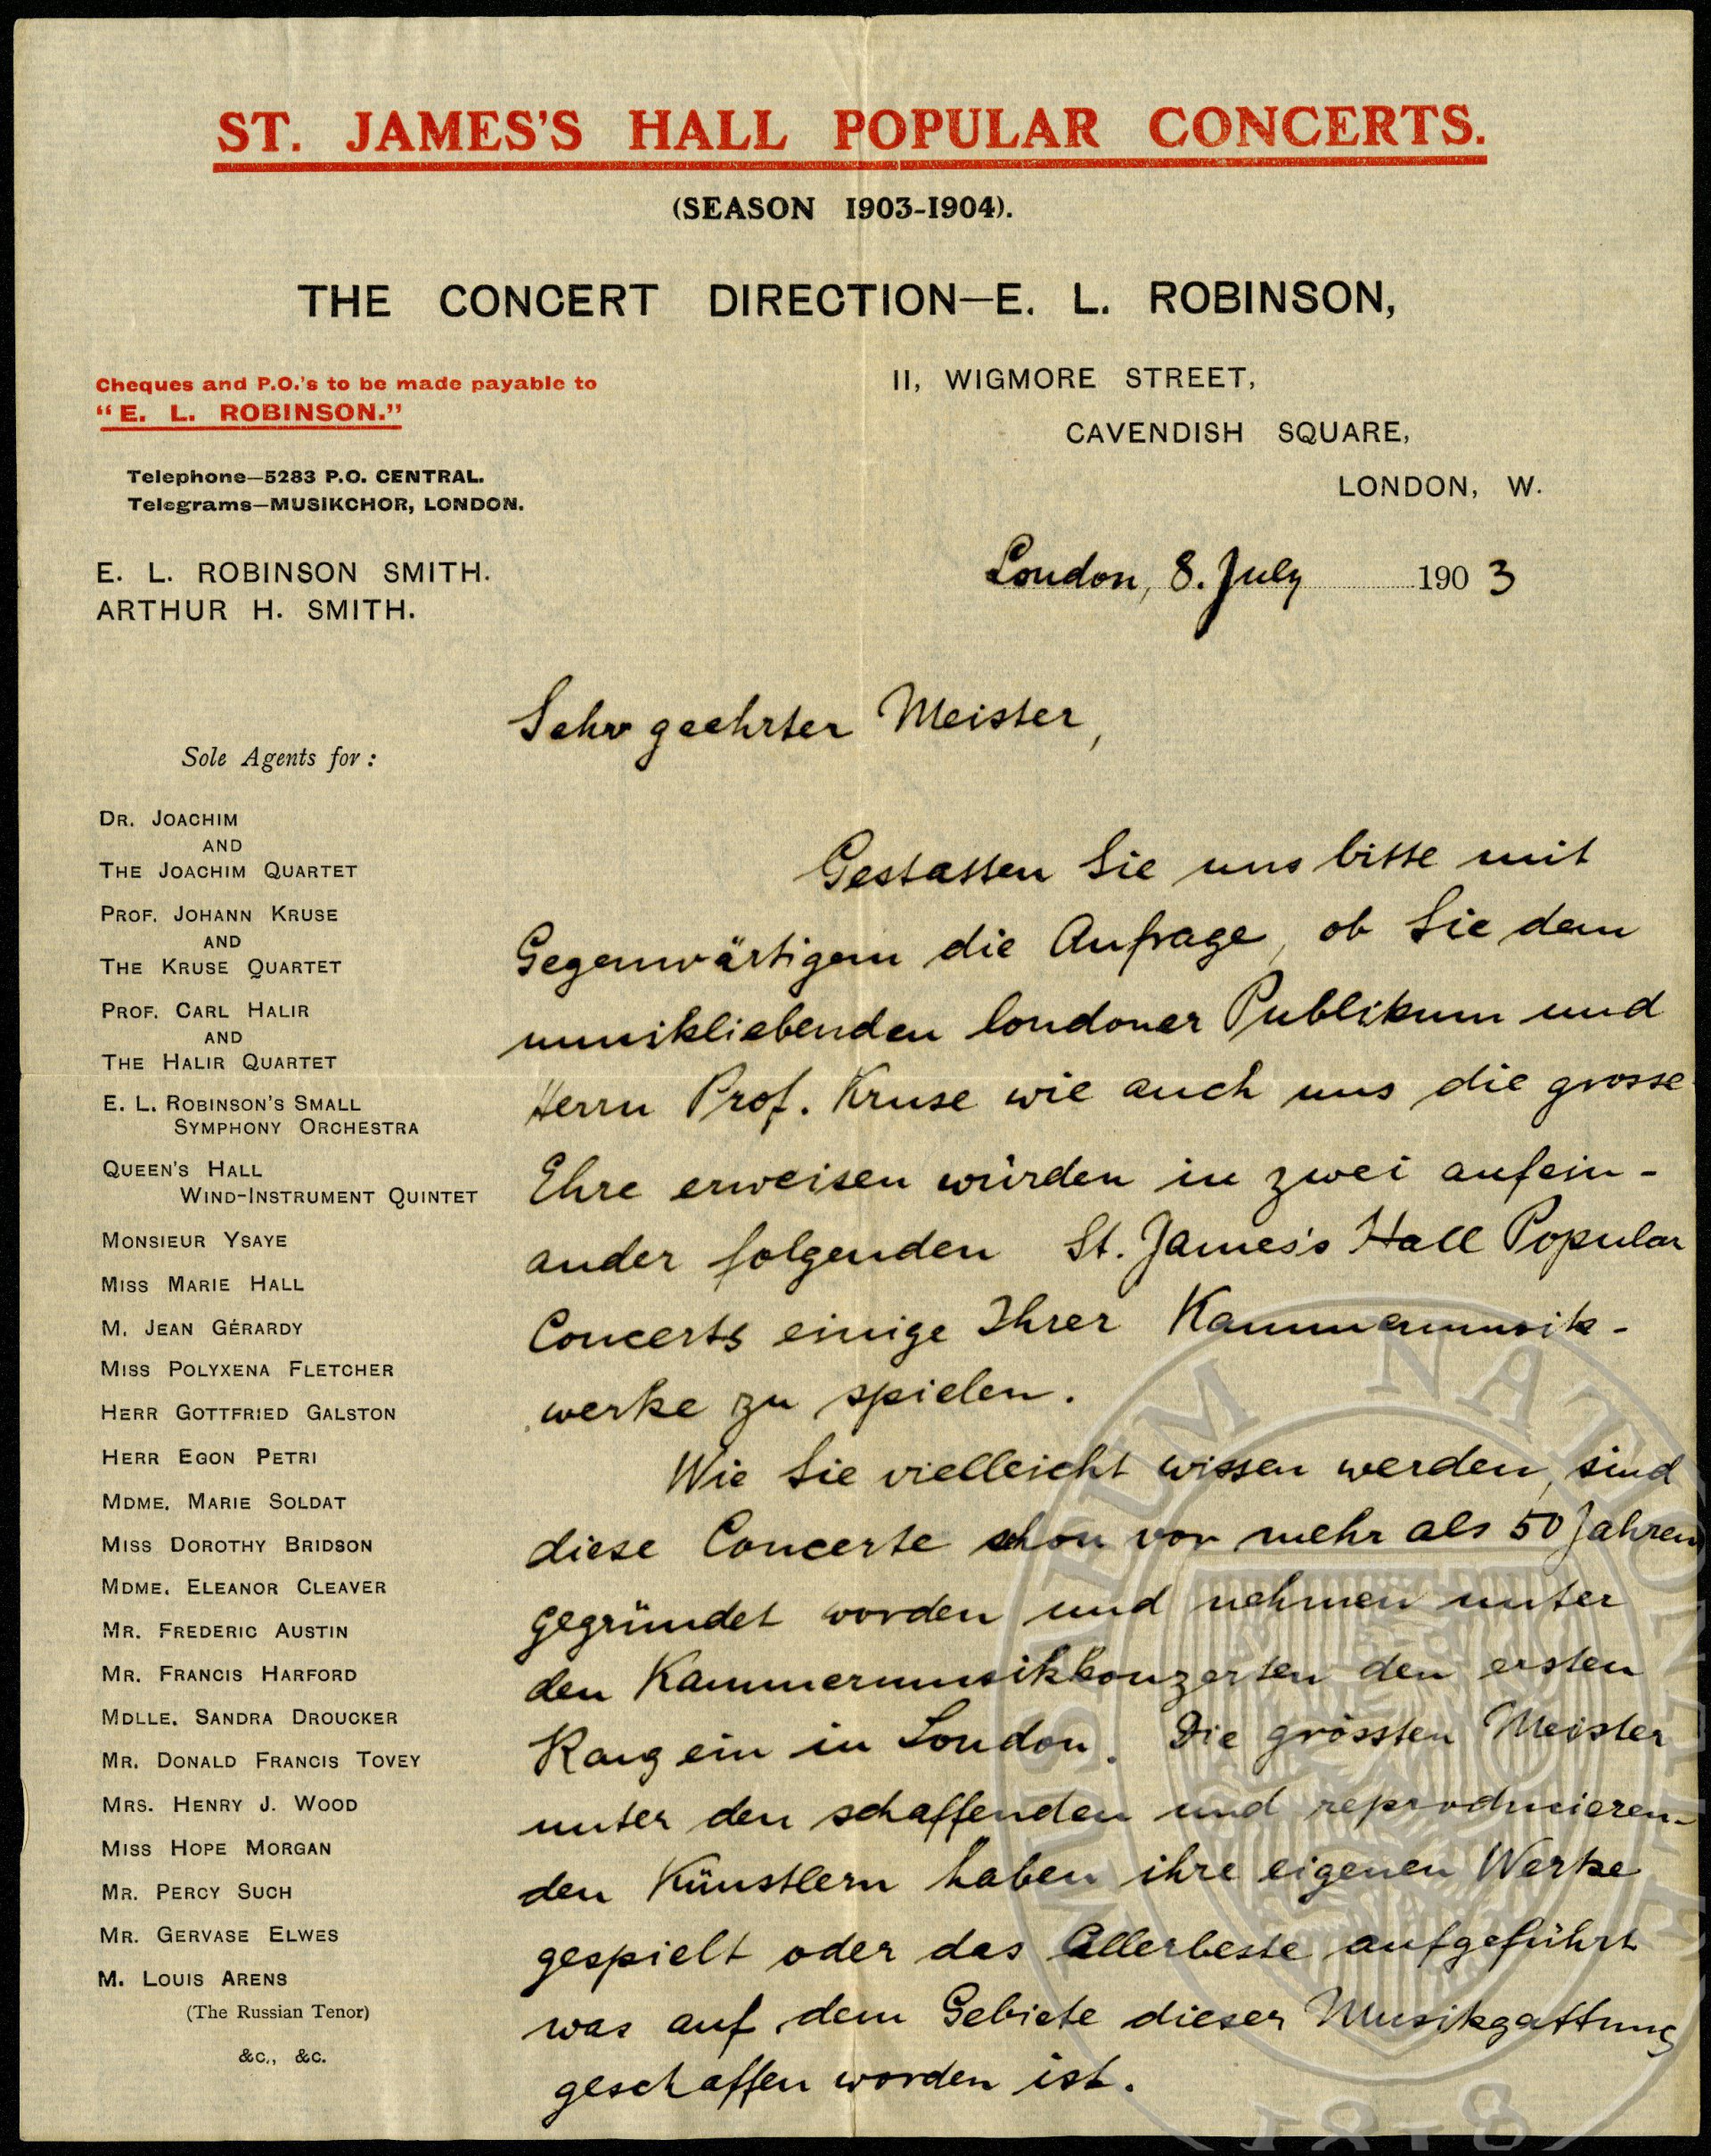 ST. JAMES'S HALL POPULAR CONCERTS.
(SEASON 1903-1904).
THE CONCERT DIRECTION—E. L. ROBINSON,
Cheques and P.O.'s to be made payable to
"E. L. ROBINSON."
Telephone—5283 P.O. CENTRAL.
Telegrams—MUSIKCHOR, LONDON.
E. L. ROBINSON SMITH.
ARTHUR H. SMITH.
11, WIGMORE STREET,
CAVENDISH SQUARE,
LONDON, W.
London, 8. July 1903
Sole Agents for:
DR. JOACHIM
AND
THE JOACHIM QUARTET
PROF. JOHANN KRUSE
AND
THE KRUSE QUARTET
PROF. CARL HALIR
AND
THE HALIR QUARTET
E. L. ROBINSON'S SMALL
SYMPHONY ORCHESTRA
QUEEN'S HALL
WIND-INSTRUMENT QUINTET
MONSIEUR YSAYE
MISS MARIE HALL
M. JEAN GÉRARDY
MISS POLYXENA FLETCHER
HERR GOTTFRIED GALSTON
HERR EGON PETRI
MDME. MARIE SOLDAT
MISS DOROTHY BRIDSON
MDME. ELEANOR CLEAVER
MR. FREDERIC AUSTIN
MR. FRANCIS HARFORD
MDLLE. SANDRA DROUCKER
MR. DONALD FRANCIS TOVEY
MRS. HENRY J. WOOD
MISS HOPE MORGAN
MR. PERCY SUCH
MR. GERVASE ELWES
M. LOUIS ARENS
(The Russian Tenor)
&c., &c.
Sehr geehrter Meister,
Gestatten Sie uns bitte mit
Gegenwärtigem die Anfrage, ob Sie dem
musikliebenden londoner Publikum und
Herrn Prof. Kruse wie auch uns die grosse
Ehre erweisen würden in zwei aufein-
ander folgenden St. James's Hall Popular
Concerts einige Ihrer Kammermusik-
werke zu spielen.
Wie Sie vielleicht wissen werden, sind
diese Concerte schon vor mehr als 50 Jahren
gegründet worden und nehmen unter
den Kammermusikkonzerten den ersten
Rang ein in London. Die grössten Meister
unter den schaffenden und reproducieren-
den Künstlern haben ihre eigenen Werke
gespielt oder das Allerbeste aufgeführt
was auf dem Gebiete dieser Musikgattung
geschaffen worden ist.